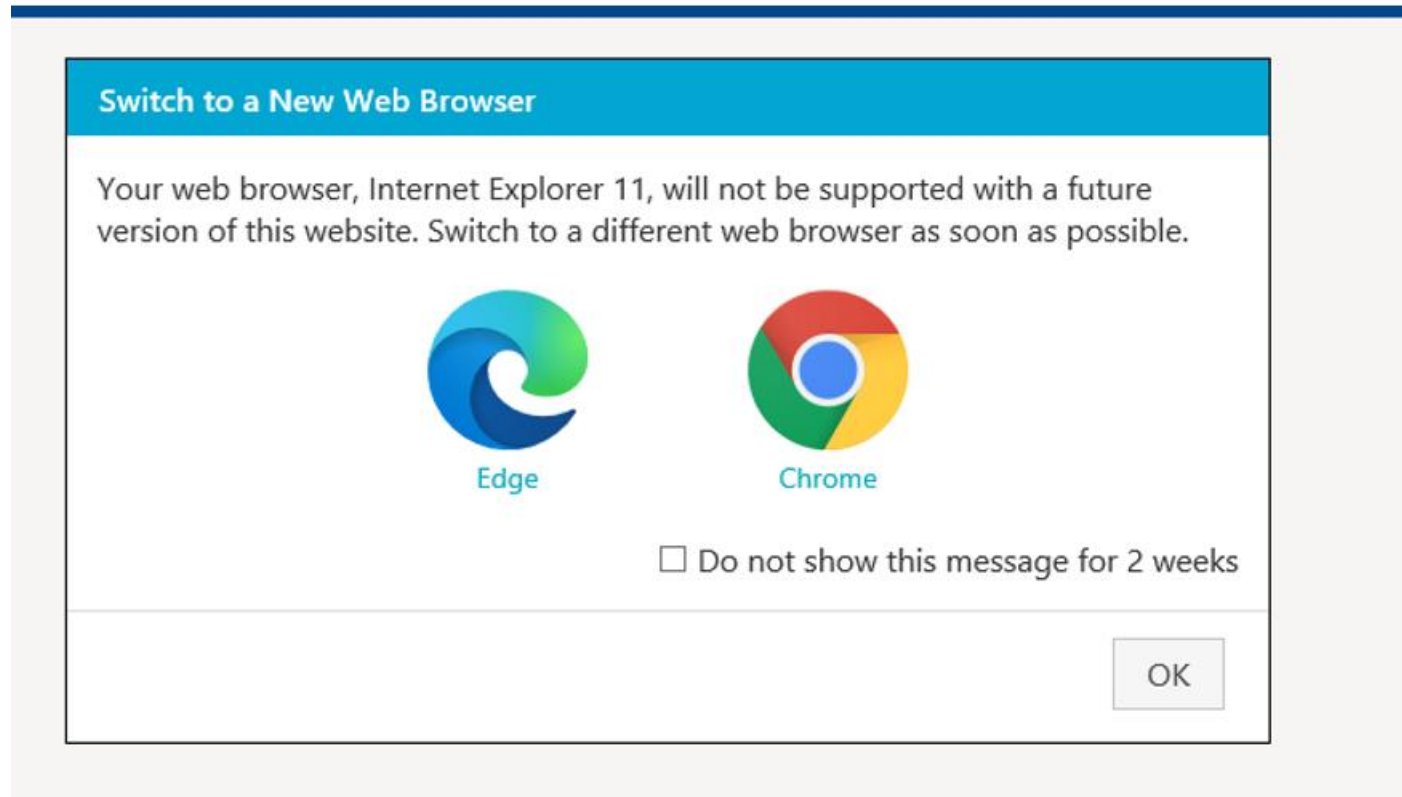 Switch to a New Web Browser
Your web browser, Internet Explorer 11, will not be supported with a future
version of this website. Switch to a different web browser as soon as possible.
Edge
Chrome
Do not show this message for 2 weeks
OK